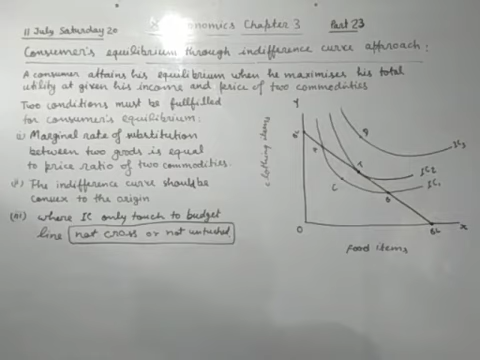 11 July Saturday 20
onomics Chapter 3
Part 23
Consumer's equilibrium through indifference curve approach:
A consumer attains his equilibrium when he maximises his total
utility at given his income and price of two commodities
Two conditions must be fullfilled
for consumer's equilibrium:
i) Marginal rate of substitution
between two goods is equal
to price ratio of two commodities.
ii) The indifference curve should be
convex to the origin
(iii) where IC only touch to budget
line not cross or not untuched
Y
clothing items
IC3
IC2
IC1
C
O
BL
X
Food items